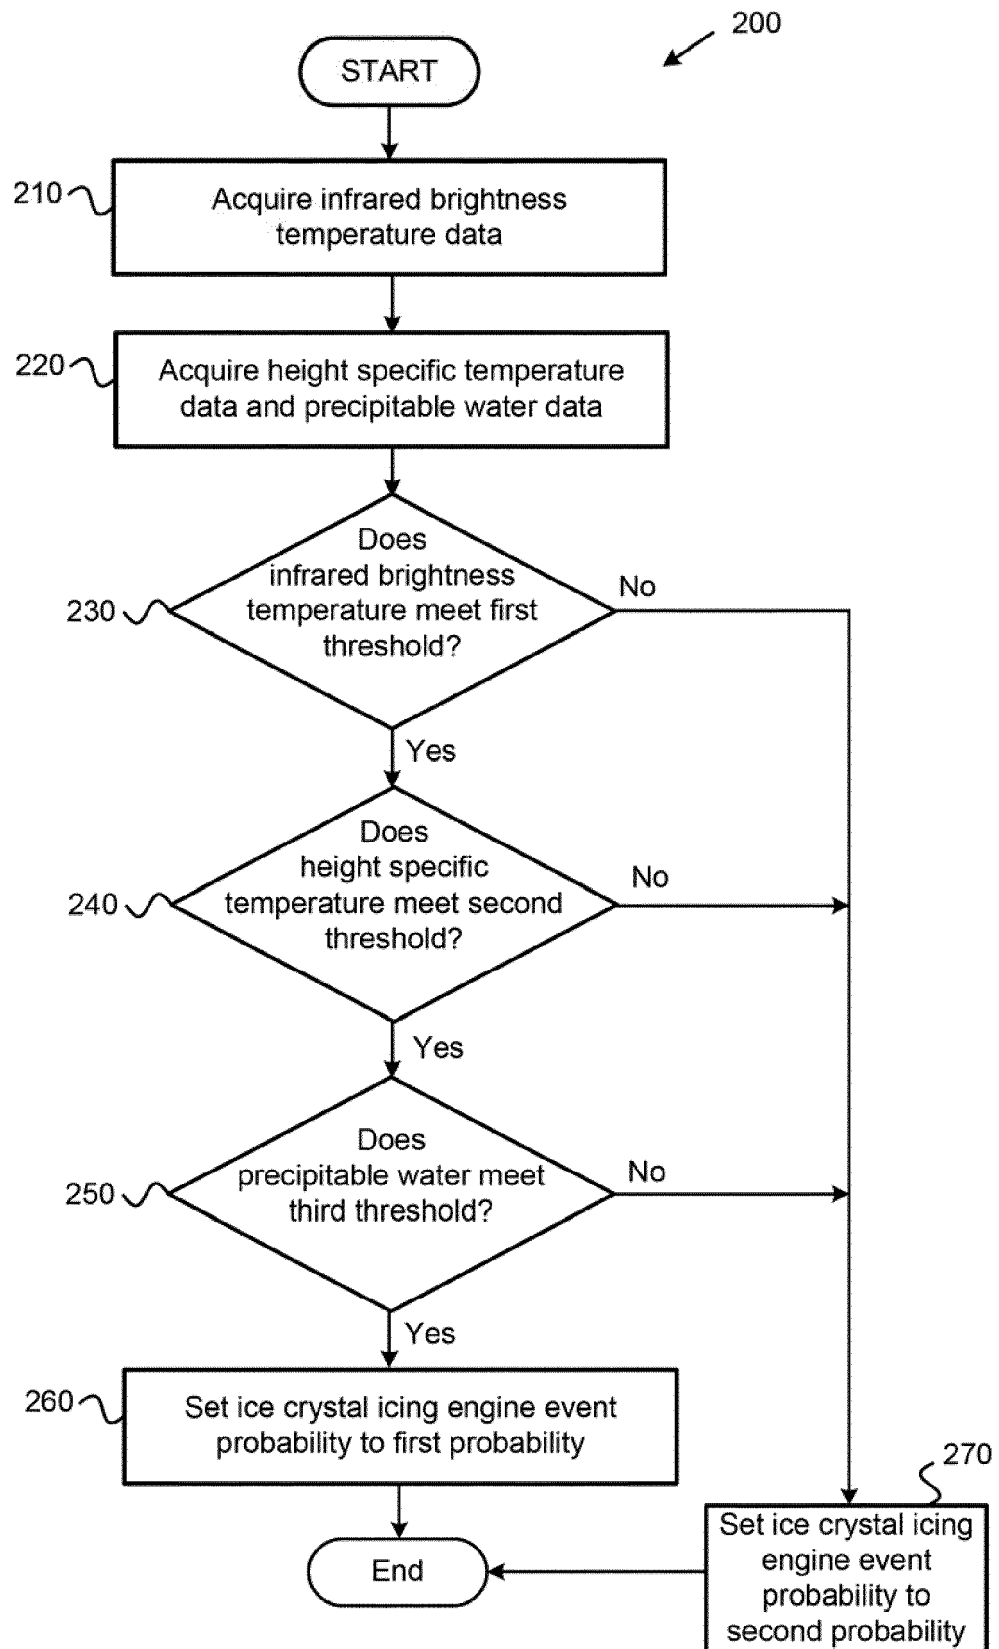 200
START
210
Acquire infrared brightness
temperature data
220
Acquire height specific temperature
data and precipitable water data
Does
infrared brightness
temperature meet first
threshold?
230
No
Yes
Does
height specific
temperature meet second
threshold?
240
No
Yes
Does
precipitable water meet
third threshold?
250
No
Yes
260
Set ice crystal icing engine event
probability to first probability
270
Set ice crystal icing
engine event
probability to
second probability
End